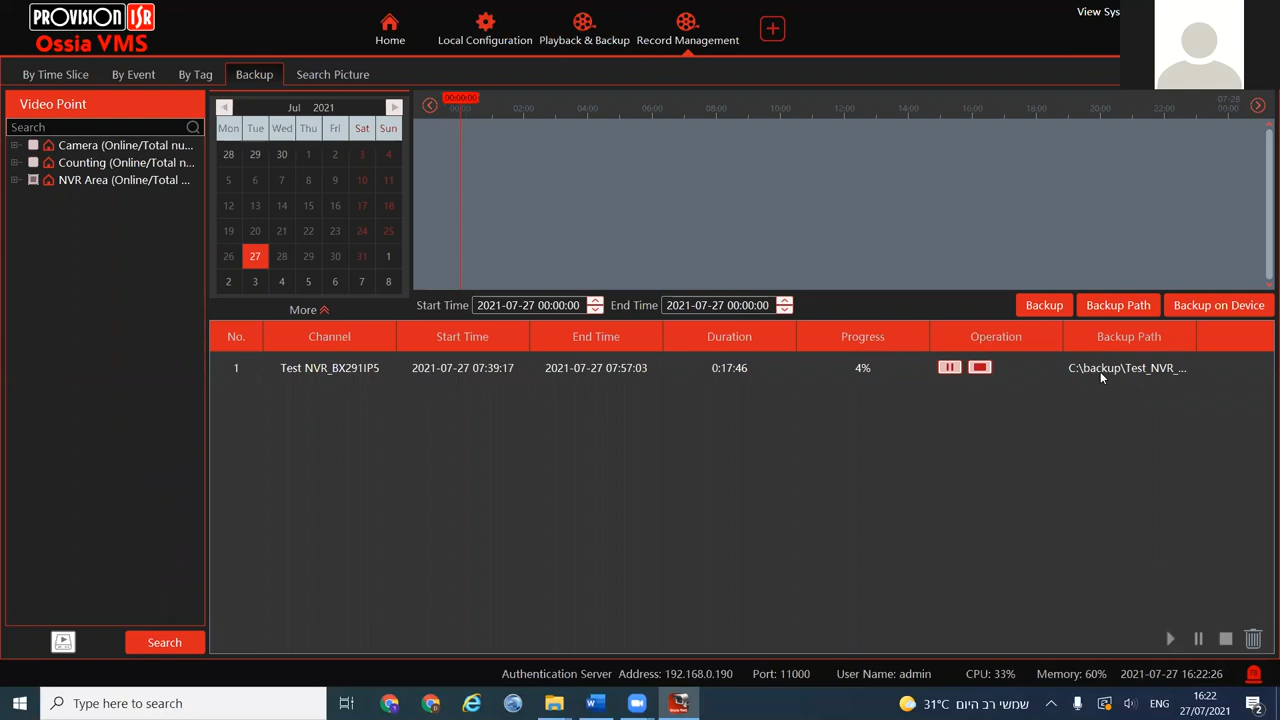 PROVISION ISR
Ossia VMS
Home
Local Configuration
Playback & Backup
Record Management
View Sys
By Time Slice
By Event
By Tag
Backup
Search Picture
Video Point
Search
Camera (Online/Total nu...
Counting (Online/Total n...
NVR Area (Online/Total ...
Jul 2021
Mon Tue Wed Thu Fri Sat Sun
28 29 30 1 2 3 4
5 6 7 8 9 10 11
12 13 14 15 16 17 18
19 20 21 22 23 24 25
26 27 28 29 30 31 1
2 3 4 5 6 7 8
More
00:00:00
00:00 02:00 04:00 06:00 08:00 10:00 12:00 14:00 16:00 18:00 20:00 22:00 07-28
00:00
Start Time 2021-07-27 00:00:00 End Time 2021-07-27 00:00:00
Backup
Backup Path
Backup on Device
No. Channel Start Time End Time Duration Progress Operation Backup Path
1 Test NVR_BX291IP5 2021-07-27 07:39:17 2021-07-27 07:57:03 0:17:46 4% C:\backup\Test_NVR_...
Search
Authentication Server Address: 192.168.0.190 Port: 11000 User Name: admin CPU: 33% Memory: 60% 2021-07-27 16:22:26
Type here to search
31°C שמשי רב היום
ENG
16:22
27/07/2021
2